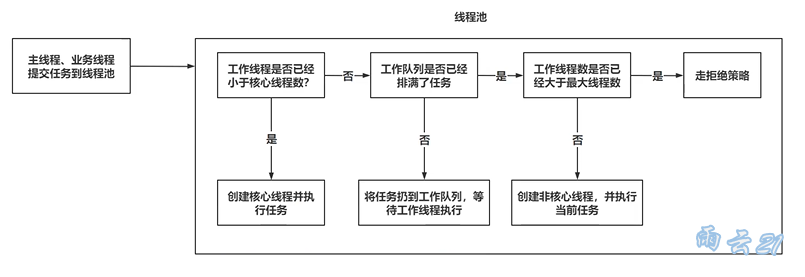 线程池
主线程、业务线程
提交任务到线程池
工作线程是否已经
小于核心线程数？
否
工作队列是否已经
排满了任务
是
工作线程数是否已
经大于最大线程数
是
走拒绝策略
是
否
否
创建核心线程并执
行任务
将任务扔到工作队列，等
待工作线程执行
创建非核心线程，并执行
当前任务
雨云21